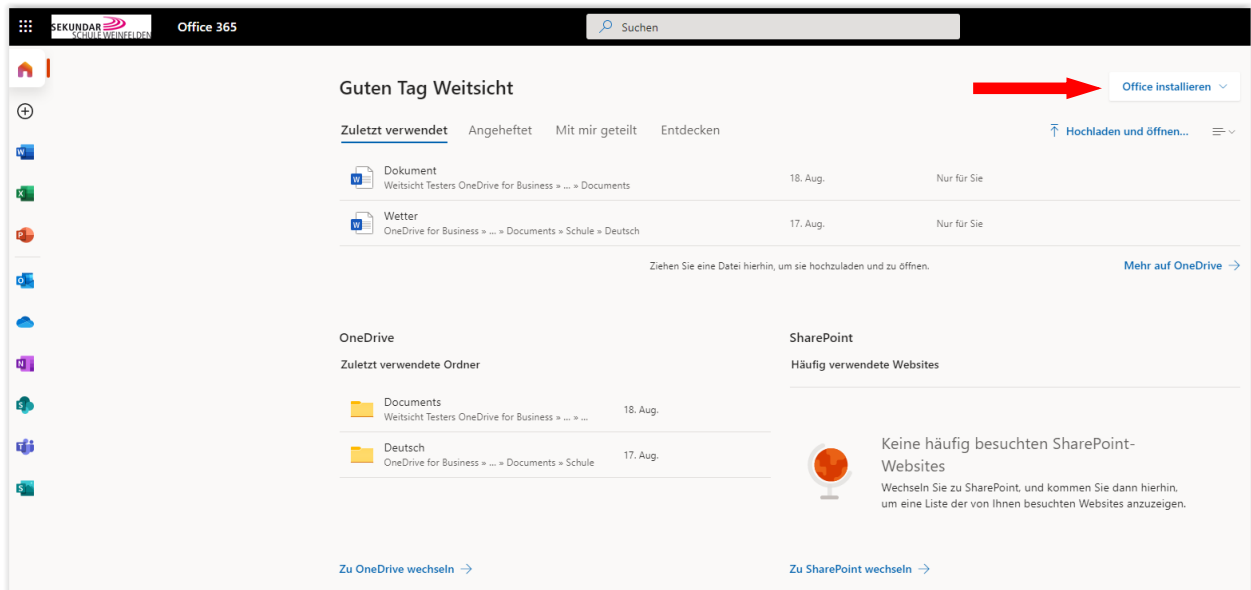 SEKUNDAR
SCHULE WEINFELDEN
Office 365
Suchen
Guten Tag Weitsicht
Office installieren
Zuletzt verwendet Angeheftet Mit mir geteilt Entdecken
Hochladen und öffnen...
Dokument
Weitsicht Testers OneDrive for Business » ... » Documents
18. Aug.
Nur für Sie
Wetter
OneDrive for Business » ... » Documents » Schule » Deutsch
17. Aug.
Nur für Sie
Ziehen Sie eine Datei hierhin, um sie hochzuladen und zu öffnen.
Mehr auf OneDrive
OneDrive
Zuletzt verwendete Ordner
Documents
Weitsicht Testers OneDrive for Business » ... » ...
18. Aug.
Deutsch
OneDrive for Business » ... » Documents » Schule
17. Aug.
Zu OneDrive wechseln
SharePoint
Häufig verwendete Websites
Keine häufig besuchten SharePoint-
Websites
Wechseln Sie zu SharePoint, und kommen Sie dann hierhin,
um eine Liste der von Ihnen besuchten Websites anzuzeigen.
Zu SharePoint wechseln